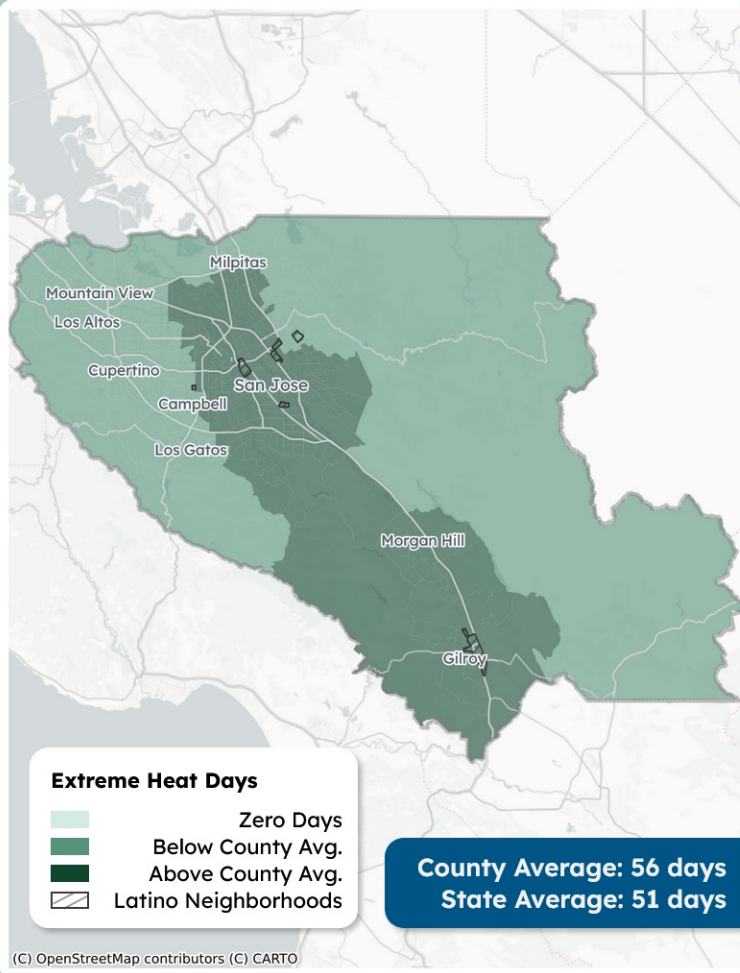 Milpitas
Mountain View
Los Altos
Cupertino
San Jose
Campbell
Los Gatos
Morgan Hill
Gilroy
Extreme Heat Days
Zero Days
Below County Avg.
Above County Avg.
Latino Neighborhoods
County Average: 56 days
State Average: 51 days
(C) OpenStreetMap contributors (C) CARTO